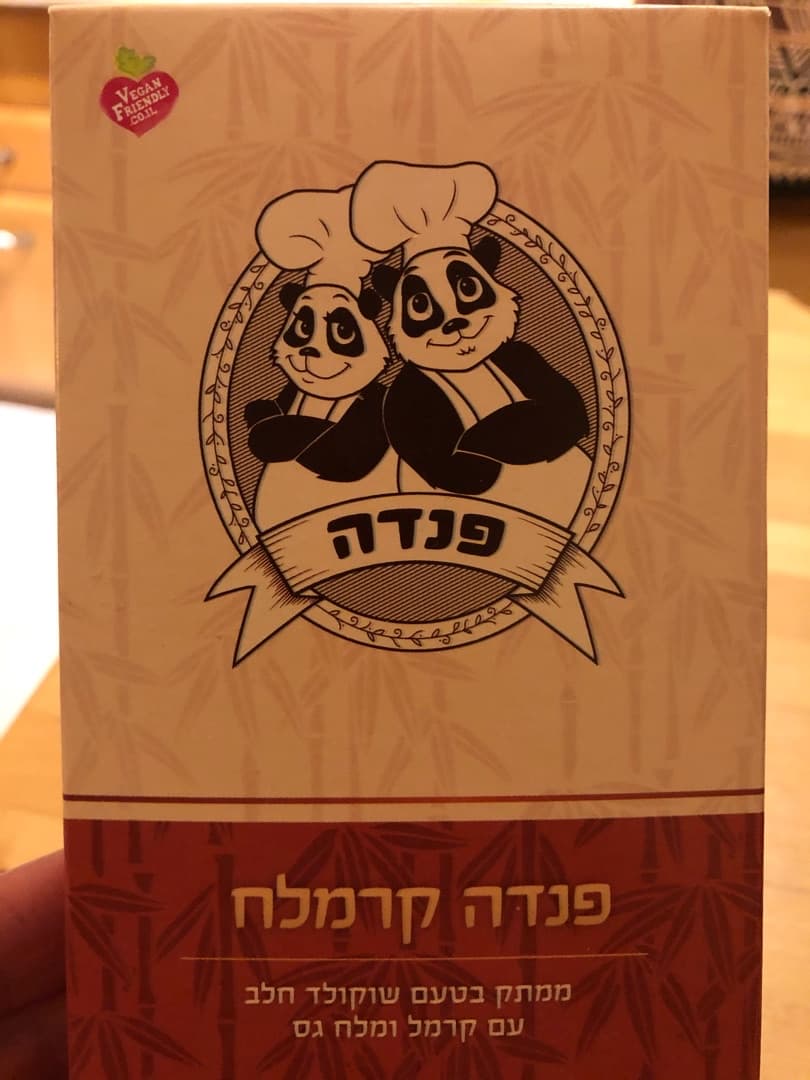 VEGAN
FRIENDLY
.CO.IL
פנדה
פנדה קרמלח
ממתק בטעם שוקולד חלב
עם קרמל ומלח גס